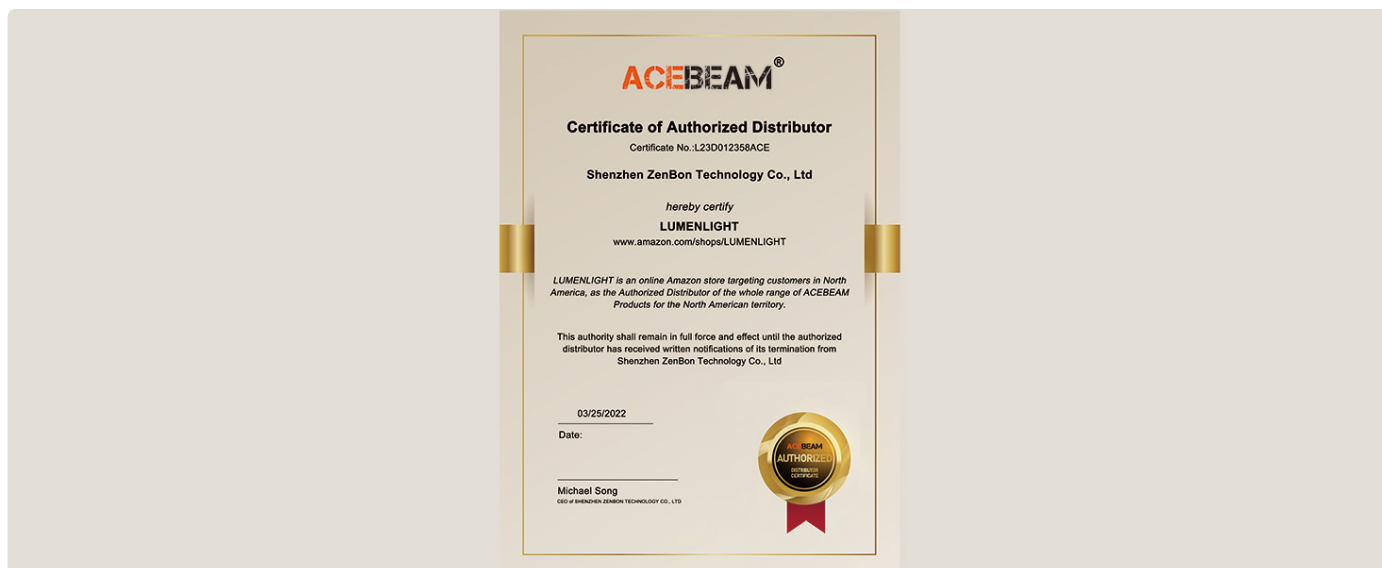 ACEBEAM®
Certificate of Authorized Distributor
Certificate No.:L23D012358ACE
Shenzhen ZenBon Technology Co., Ltd
hereby certify
LUMENLIGHT
www.amazon.com/shops/LUMENLIGHT
LUMENLIGHT is an online Amazon store targeting customers in North
America, as the Authorized Distributor of the whole range of ACEBEAM
Products for the North American territory.
This authority shall remain in full force and effect until the authorized
distributor has received written notifications of its termination from
Shenzhen ZenBon Technology Co., Ltd
03/25/2022
Date:
Michael Song
CEO of SHENZHEN ZENBON TECHNOLOGY CO., LTD
ACEBEAM
AUTHORIZED
DISTRIBUTOR
CERTIFICATE